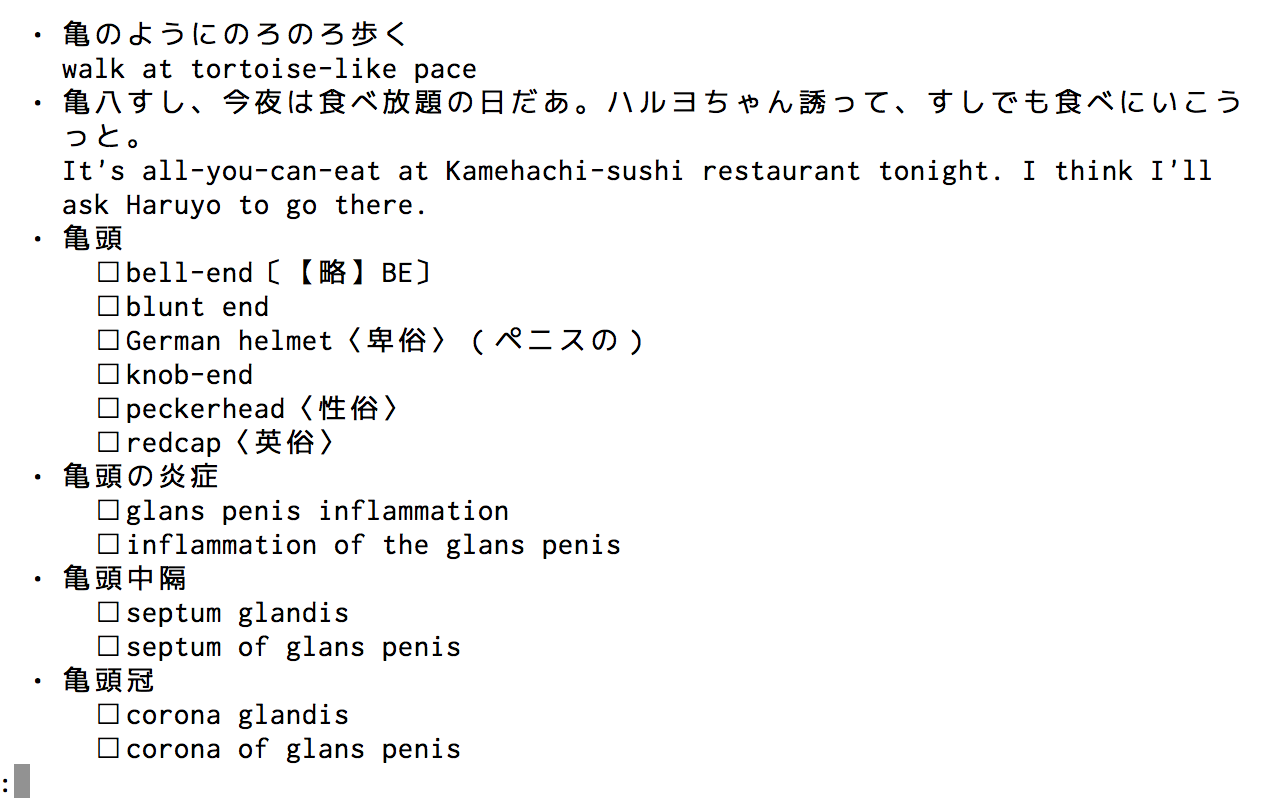 ・ 亀のようにのろのろ歩く
walk at tortoise-like pace
・ 亀八すし、今夜は食べ放題の日だあ。ハルヨちゃん誘って、すしでも食べにいこう
っと。
It's all-you-can-eat at Kamehachi-sushi restaurant tonight. I think I'll
ask Haruyo to go there.
・ 亀頭
□bell-end〔【略】BE〕
□blunt end
□German helmet〈卑俗〉(ペニスの)
□knob-end
□peckerhead〈性俗〉
□redcap〈英俗〉
・ 亀頭の炎症
□glans penis inflammation
□inflammation of the glans penis
・ 亀頭中隔
□septum glandis
□septum of glans penis
・ 亀頭冠
□corona glandis
□corona of glans penis
: